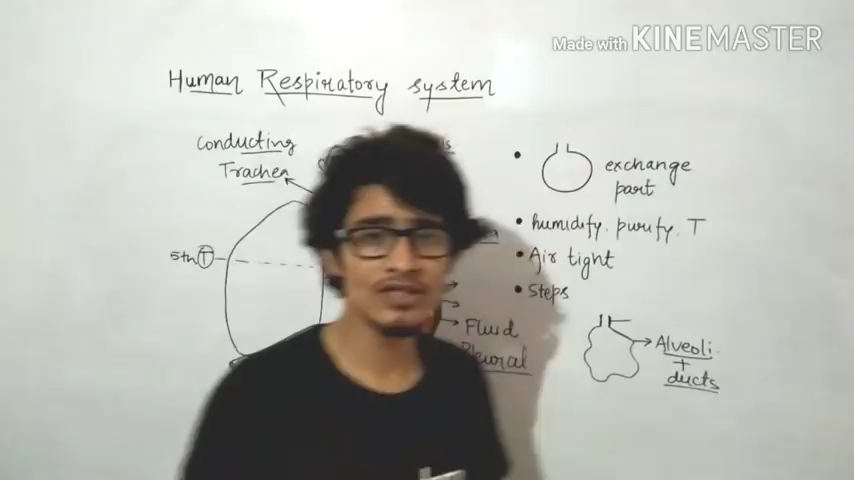 Made with KINEMASTER
Human Respiratory system
Conducting
Trachea
5th T
Fluid
Pleural
• exchange
part
• humidify. purify. T
• Air tight
• Steps
Alveoli
+
ducts